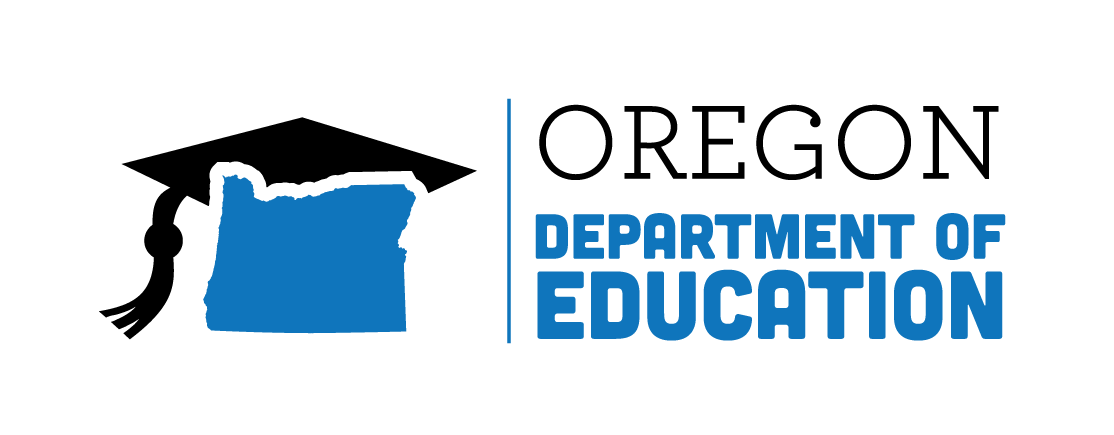 OREGON
DEPARTMENT OF
EDUCATION